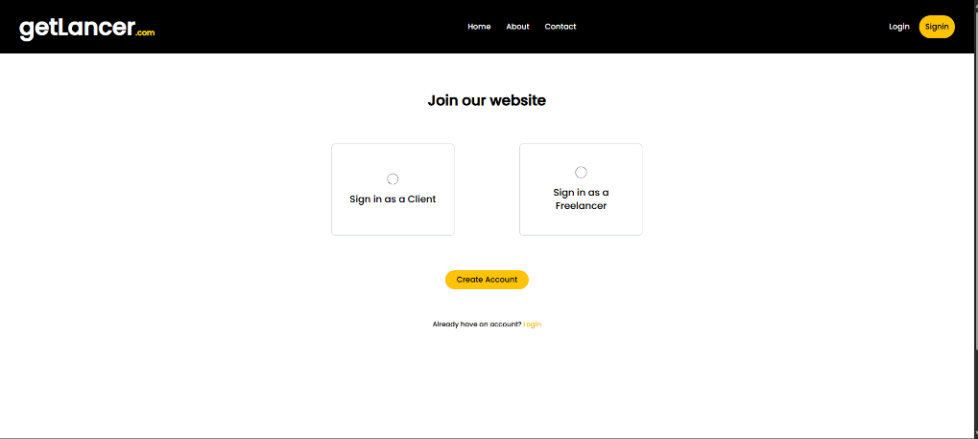 getLancer.com
Home About Contact
Login Signin
Join our website
Sign in as a Client
Sign in as a
Freelancer
Create Account
Already have an account? Login